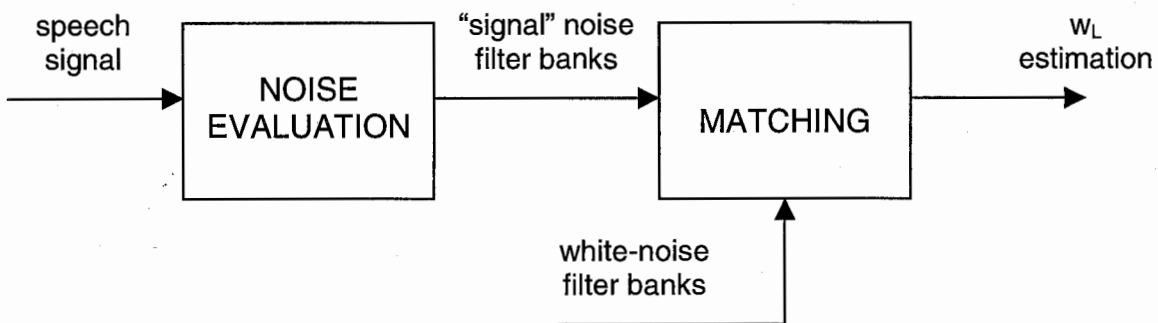 speech
signal
NOISE
EVALUATION
“signal” noise
filter banks
MATCHING
w_L
estimation
white-noise
filter banks